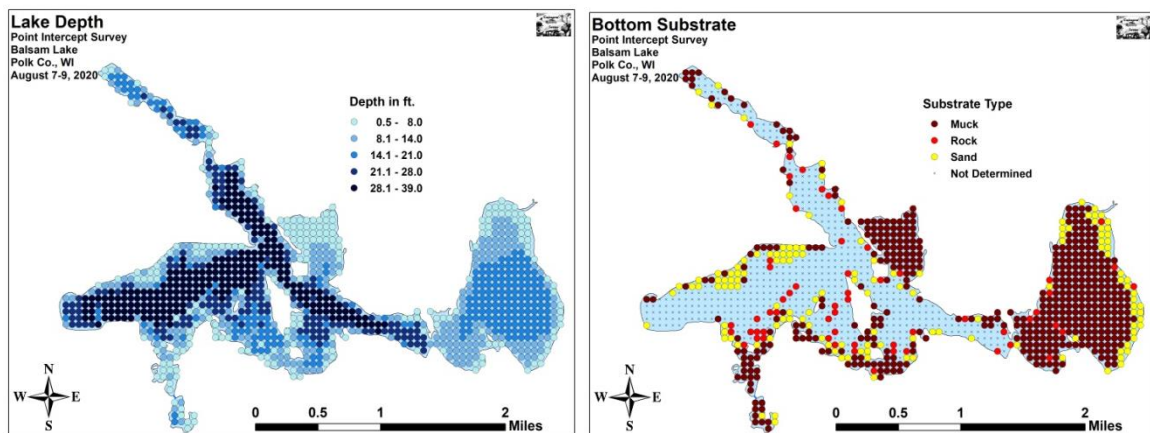 Lake Depth
Point Intercept Survey
Balsam Lake
Polk Co., WI
August 7-9, 2020
Depth in ft.
0.5 - 8.0
8.1 - 14.0
14.1 - 21.0
21.1 - 28.0
28.1 - 39.0
N
W E
S
0 0.5 1 2
Miles
Bottom Substrate
Point Intercept Survey
Balsam Lake
Polk Co., WI
August 7-9, 2020
Substrate Type
Muck
Rock
Sand
Not Determined
N
W E
S
0 0.5 1 2
Miles